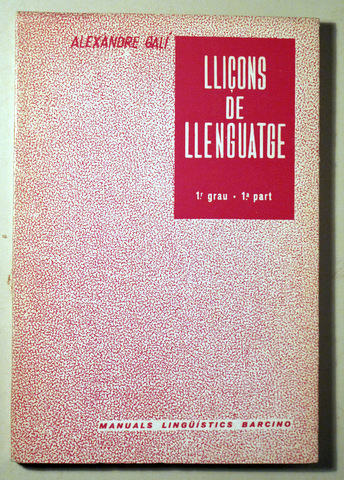 ALEXANDRE GALÍ
LLIÇONS
DE
LLENGUATGE
1r grau · 1a part
MANUALS LINGÜÍSTICS BARCINO